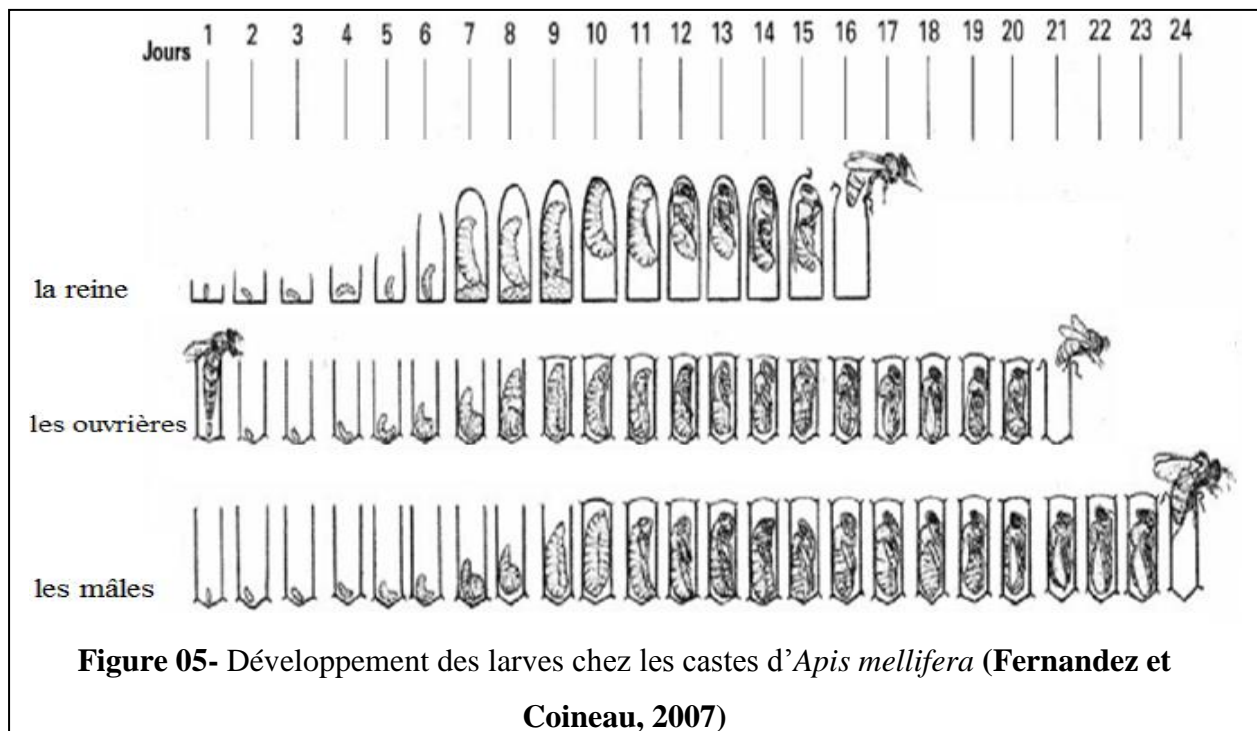 1 2 3 4 5 6 7 8 9 10 11 12 13 14 15 16 17 18 19 20 21 22 23 24
Jours
la reine
les ouvrières
les mâles
Figure 05- Développement des larves chez les castes d’Apis mellifera (Fernandez et
Coineau, 2007)